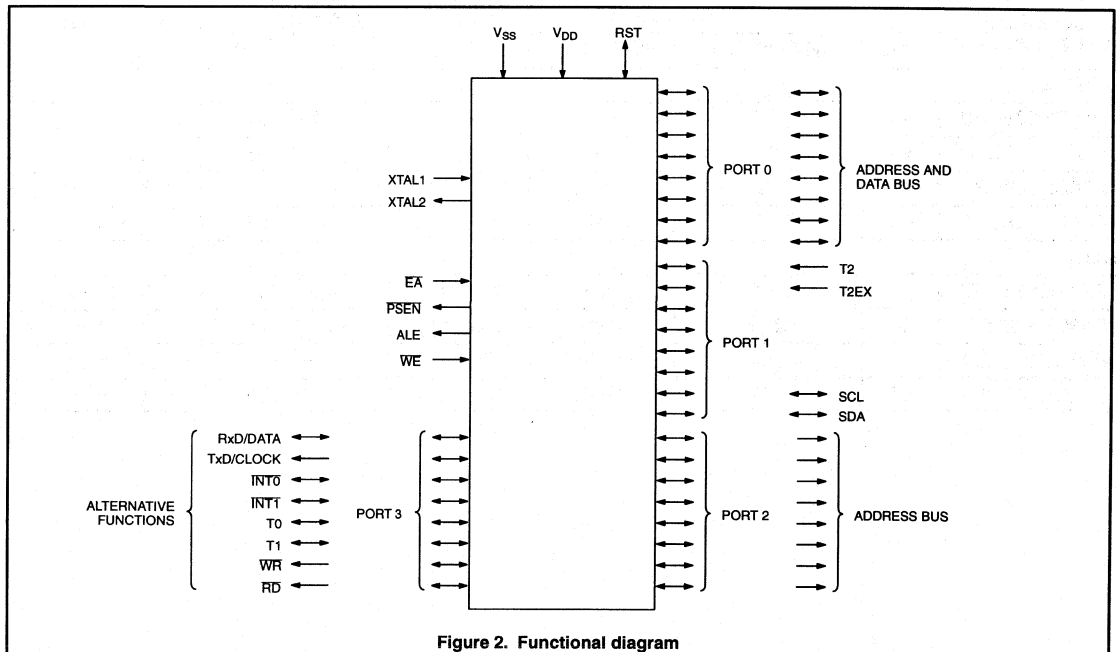 VSS VDD RST
XTAL1
XTAL2
EA
PSEN
ALE
WE
PORT 0
ADDRESS AND
DATA BUS
T2
T2EX
PORT 1
SCL
SDA
ALTERNATIVE
FUNCTIONS
RxD/DATA
TxD/CLOCK
INT0
INT1
T0
T1
WR
RD
PORT 3
PORT 2
ADDRESS BUS
Figure 2. Functional diagram